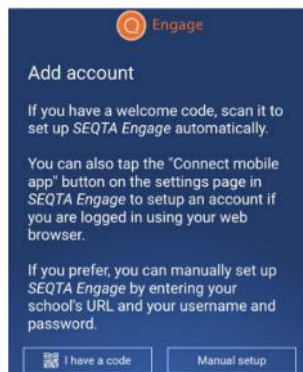 Engage
Add account
If you have a welcome code, scan it to
set up SEQTA Engage automatically.
You can also tap the "Connect mobile
app" button on the settings page in
SEQTA Engage to setup an account if
you are logged in using your web
browser.
If you prefer, you can manually set up
SEQTA Engage by entering your
school's URL and your username and
password.
I have a code
Manual setup